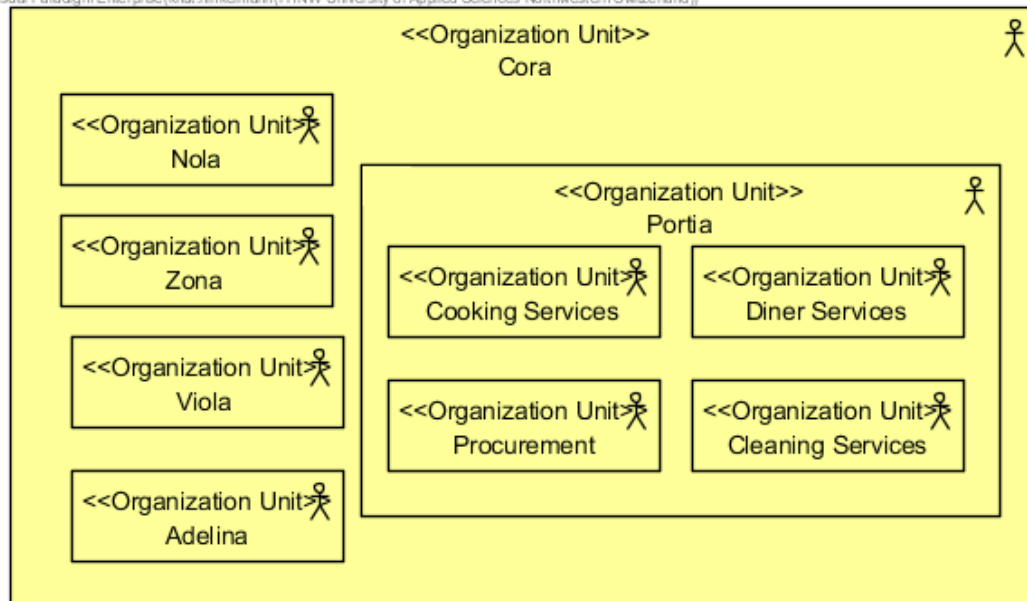 <<Organization Unit>>
Cora
<<Organization Unit>>
Nola
<<Organization Unit>>
Portia
<<Organization Unit>>
Zona
<<Organization Unit>>
Cooking Services
<<Organization Unit>>
Diner Services
<<Organization Unit>>
Viola
<<Organization Unit>>
Procurement
<<Organization Unit>>
Cleaning Services
<<Organization Unit>>
Adelina